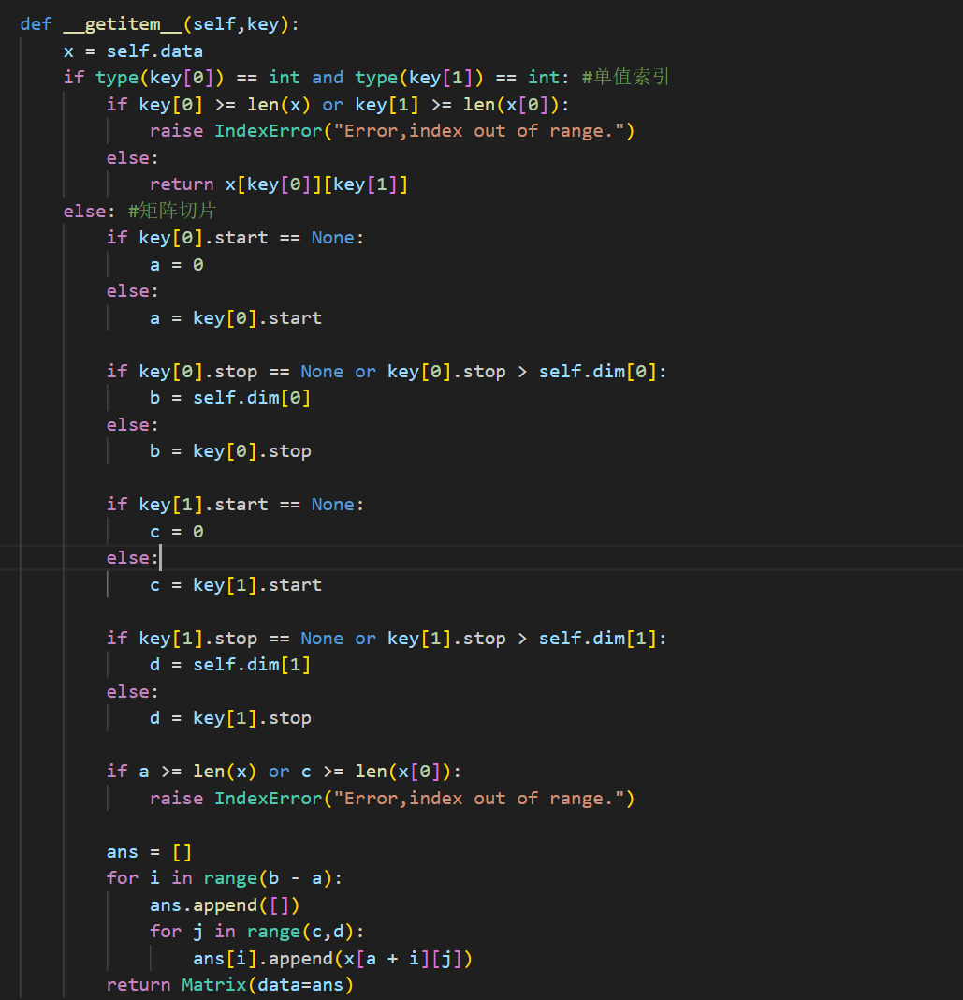 def __getitem__(self,key):
    x = self.data
    if type(key[0]) == int and type(key[1]) == int: #单值索引
        if key[0] >= len(x) or key[1] >= len(x[0]):
            raise IndexError("Error,index out of range.")
        else:
            return x[key[0]][key[1]]
    else: #矩阵切片
        if key[0].start == None:
            a = 0
        else:
            a = key[0].start

        if key[0].stop == None or key[0].stop > self.dim[0]:
            b = self.dim[0]
        else:
            b = key[0].stop

        if key[1].start == None:
            c = 0
        else:
            c = key[1].start

        if key[1].stop == None or key[1].stop > self.dim[1]:
            d = self.dim[1]
        else:
            d = key[1].stop

        if a >= len(x) or c >= len(x[0]):
            raise IndexError("Error,index out of range.")

        ans = []
        for i in range(b - a):
            ans.append([])
            for j in range(c,d):
                ans[i].append(x[a + i][j])
        return Matrix(data=ans)